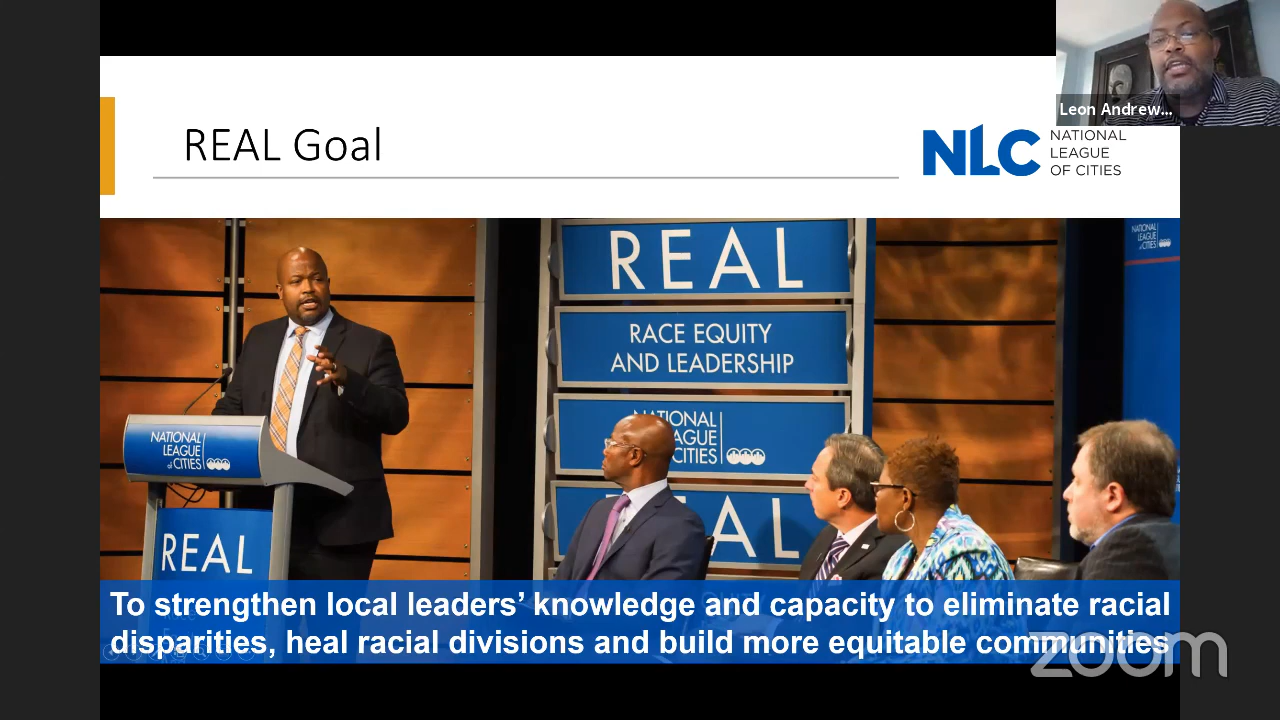 Leon Andrew...
REAL Goal
NLC
NATIONAL
LEAGUE
OF CITIES
REAL
NATIONAL
LEAGUE
of CITIES
RACE EQUITY
AND LEADERSHIP
NATIONAL
LEAGUE
of CITIES
NATIONAL
LEAGUE
of CITIES
REAL
REAL
To strengthen local leaders’ knowledge and capacity to eliminate racial
disparities, heal racial divisions and build more equitable communities
zoom